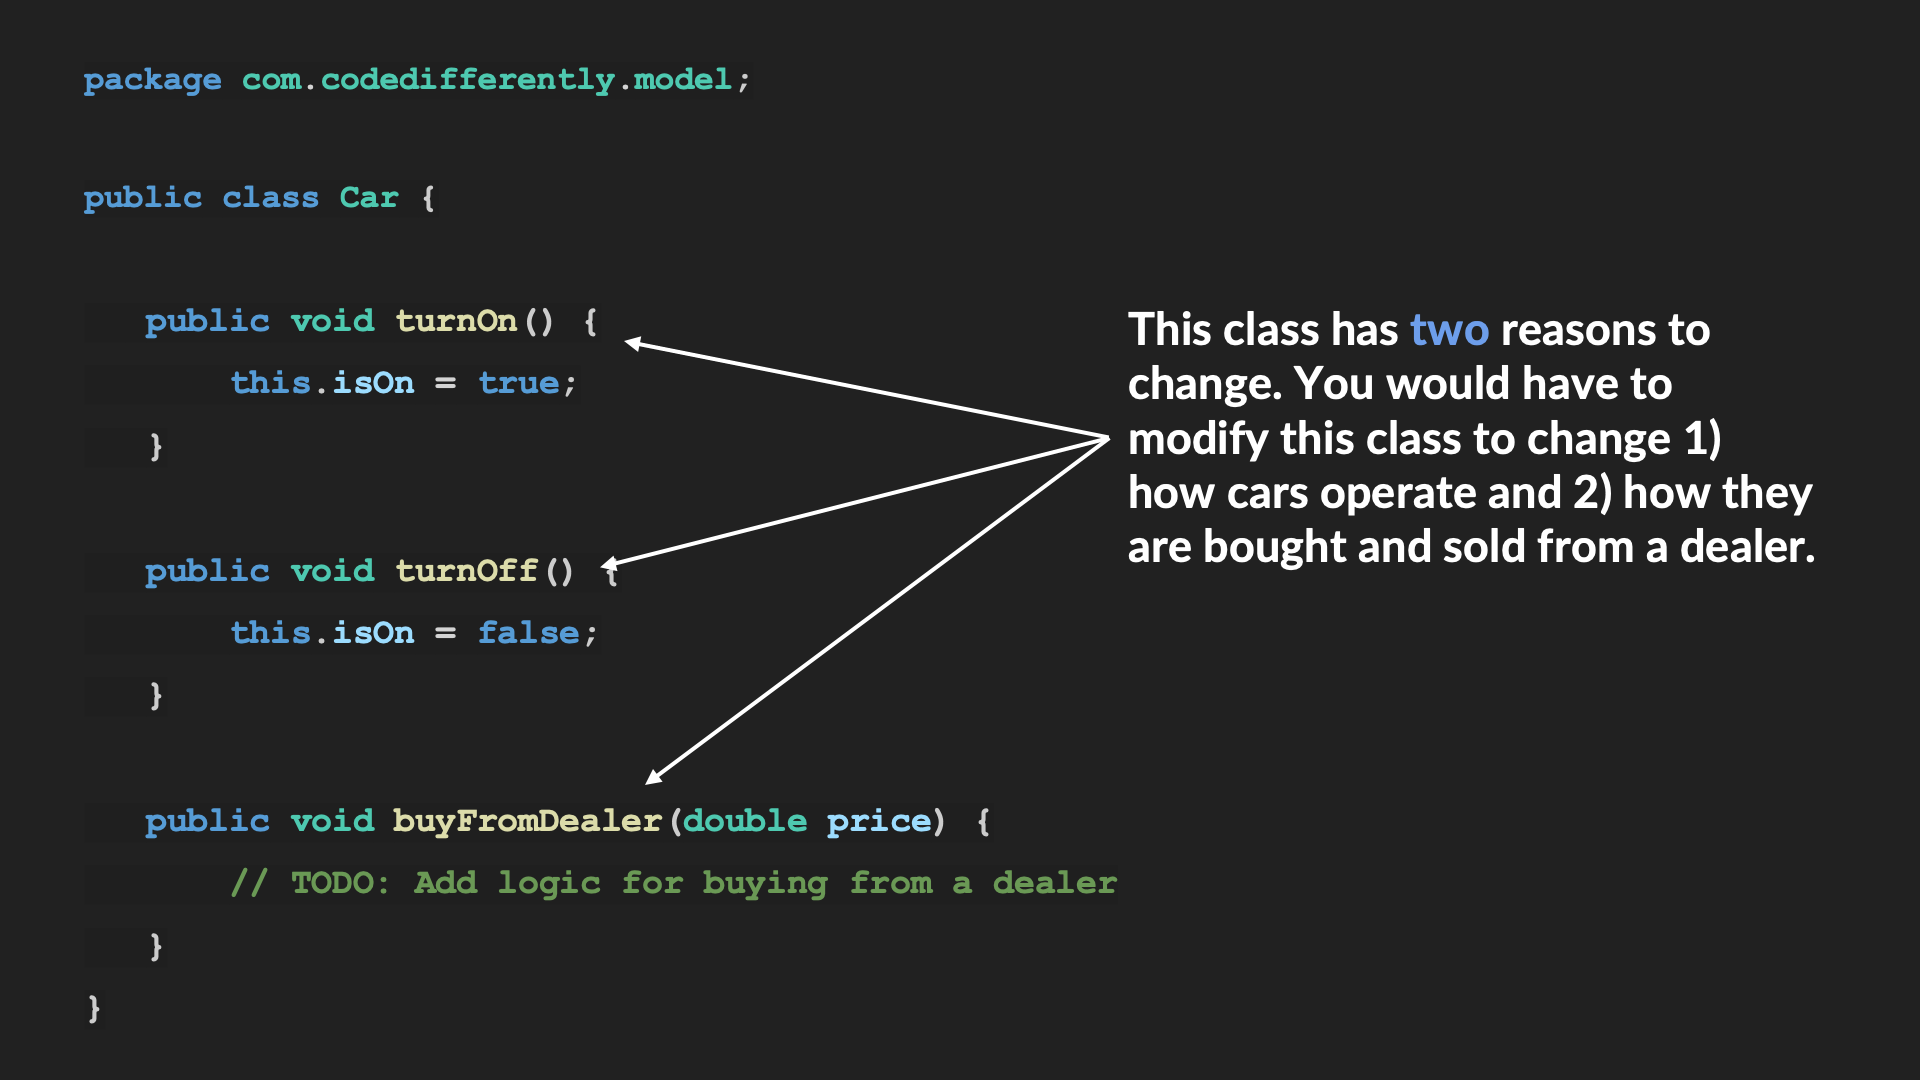 package com.codedifferently.model;
public class Car {
public void turnOn() {
this.isOn = true;
}
public void turnOff() {
this.isOn = false;
}
public void buyFromDealer(double price) {
// TODO: Add logic for buying from a dealer
}
}
This class has two reasons to
change. You would have to
modify this class to change 1)
how cars operate and 2) how they
are bought and sold from a dealer.